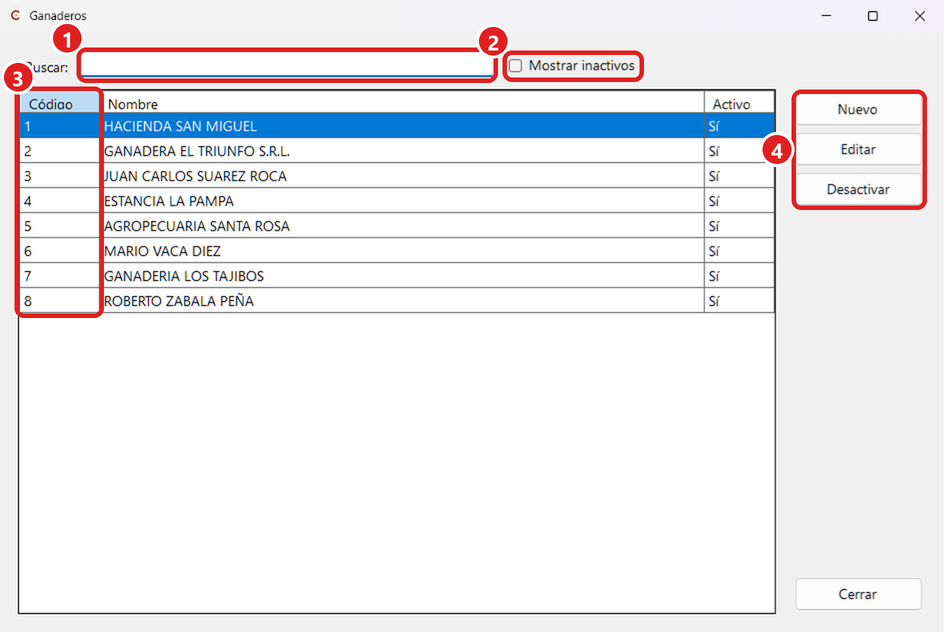 Ganaderos
1
2
Buscar:
Mostrar inactivos
3
Código Nombre Activo
1 HACIENDA SAN MIGUEL Sí
2 GANADERA EL TRIUNFO S.R.L. Sí
3 JUAN CARLOS SUAREZ ROCA Sí
4 ESTANCIA LA PAMPA Sí
5 AGROPECUARIA SANTA ROSA Sí
6 MARIO VACA DIEZ Sí
7 GANADERIA LOS TAJIBOS Sí
8 ROBERTO ZABALA PEÑA Sí
Nuevo
4
Editar
Desactivar
Cerrar